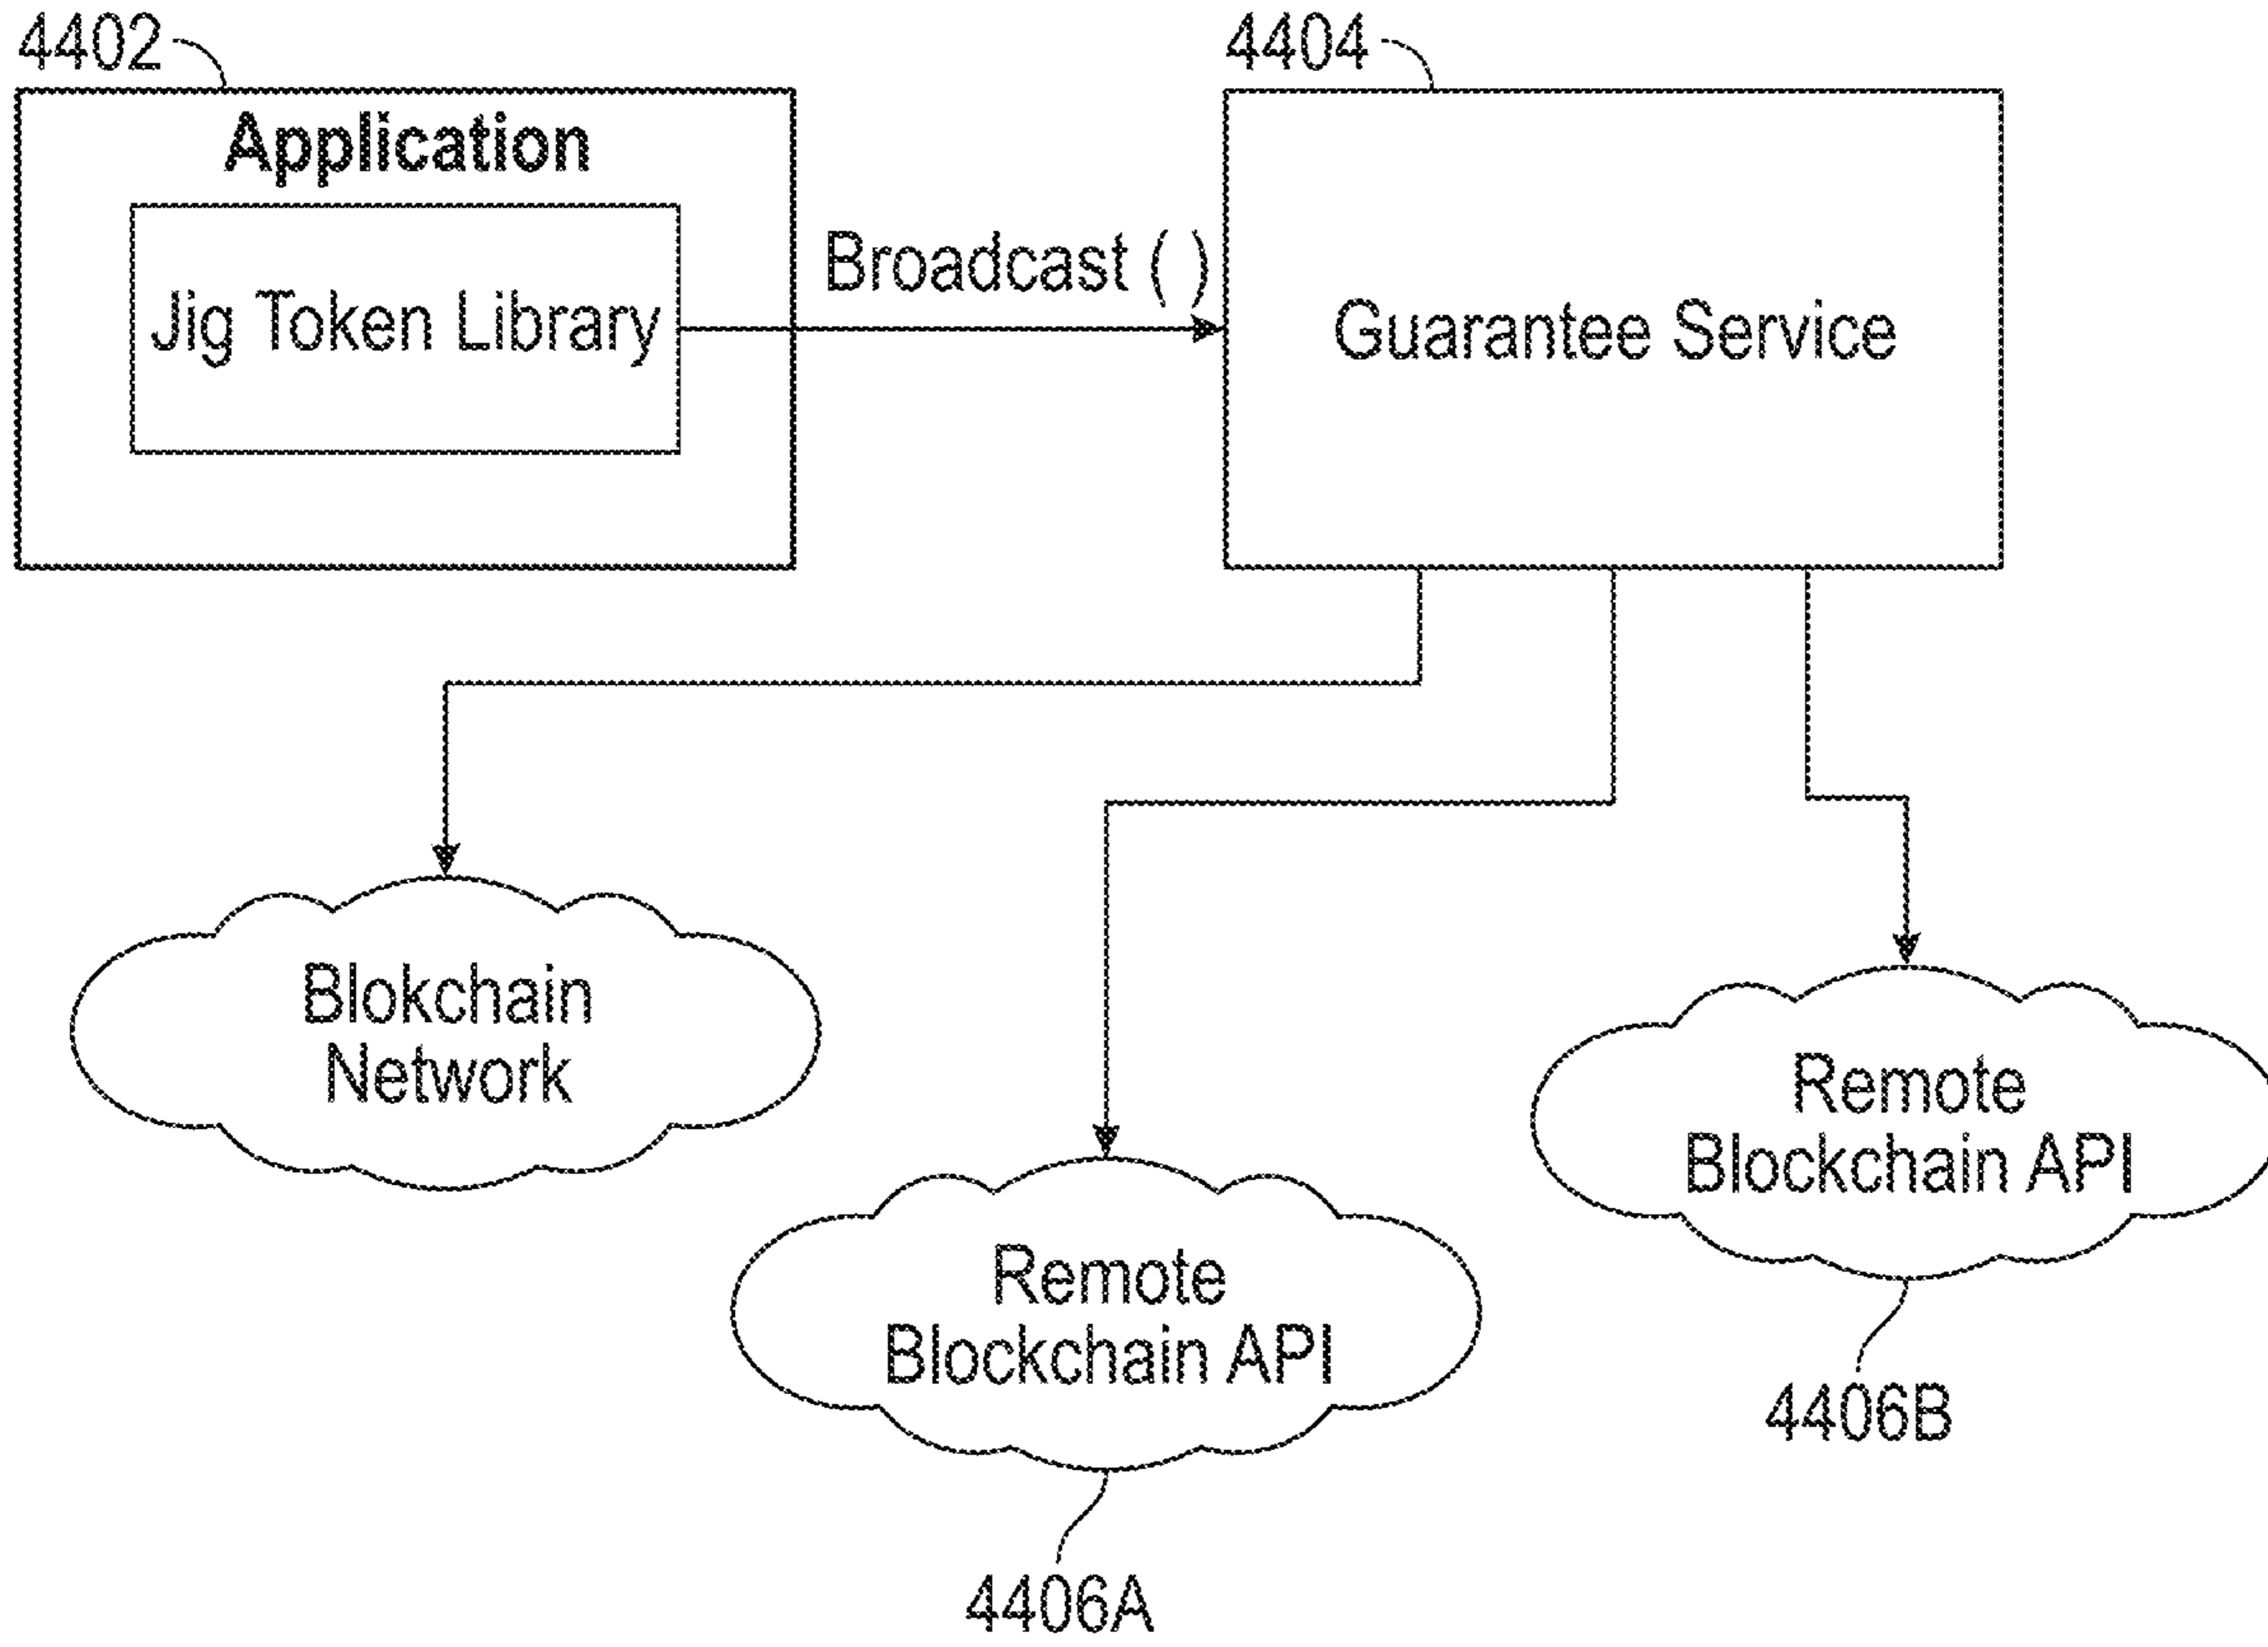 4402
4404
Application
Jig Token Library
Broadcast ( )
Guarantee Service
Blokchain
Network
Remote
Blockchain API
Remote
Blockchain API
4406B
4406A